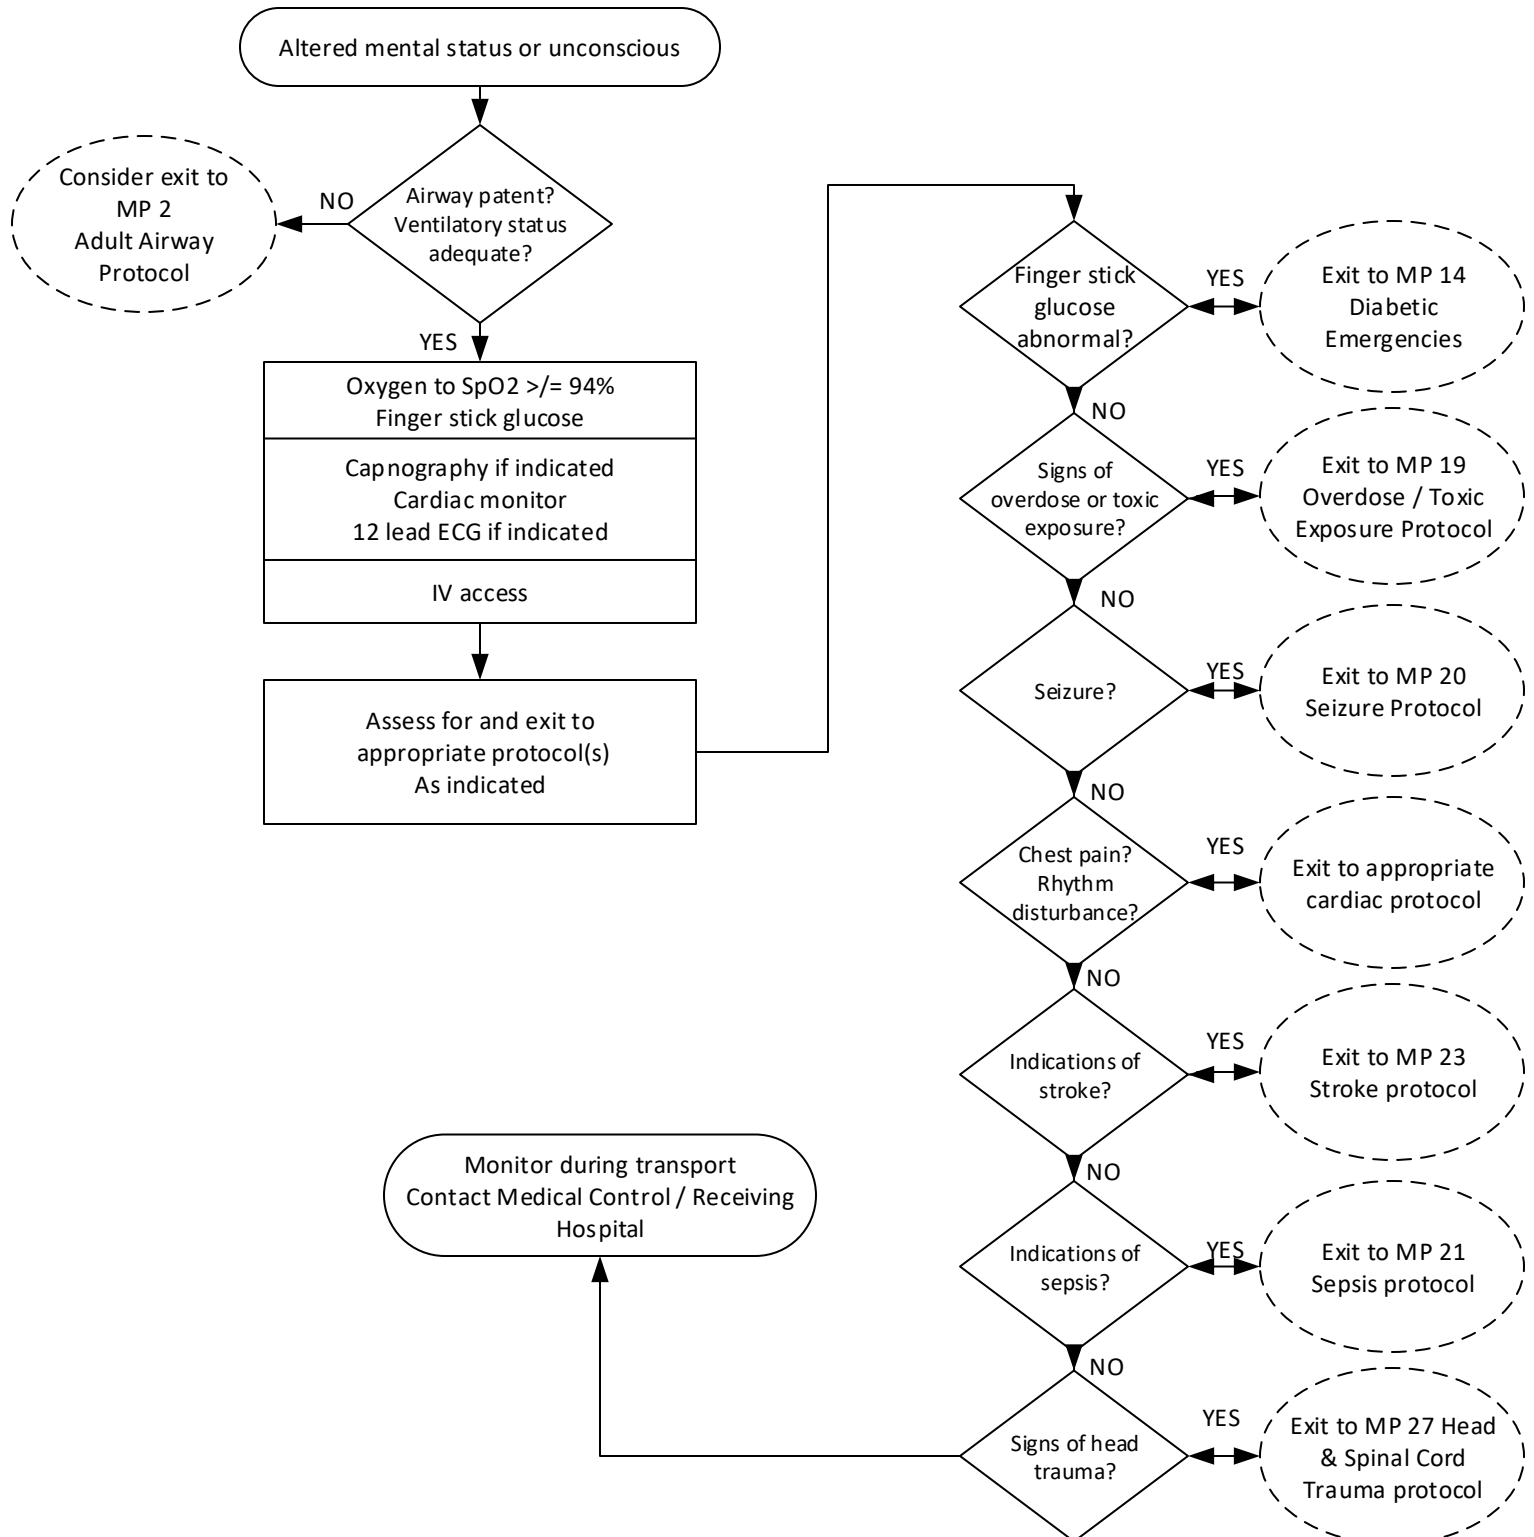 Altered mental status or unconscious
Airway patent?
Ventilatory status
adequate?
NO
Consider exit to
MP 2
Adult Airway
Protocol
YES
Oxygen to SpO2 >/= 94%
Finger stick glucose
Capnography if indicated
Cardiac monitor
12 lead ECG if indicated
IV access
Assess for and exit to
appropriate protocol(s)
As indicated
Finger stick
glucose
abnormal?
YES
Exit to MP 14
Diabetic
Emergencies
NO
Signs of
overdose or toxic
exposure?
YES
Exit to MP 19
Overdose / Toxic
Exposure Protocol
NO
Seizure?
YES
Exit to MP 20
Seizure Protocol
NO
Chest pain?
Rhythm
disturbance?
YES
Exit to appropriate
cardiac protocol
NO
Indications of
stroke?
YES
Exit to MP 23
Stroke protocol
NO
Indications of
sepsis?
YES
Exit to MP 21
Sepsis protocol
NO
Signs of head
trauma?
YES
Exit to MP 27 Head
& Spinal Cord
Trauma protocol
Monitor during transport
Contact Medical Control / Receiving
Hospital